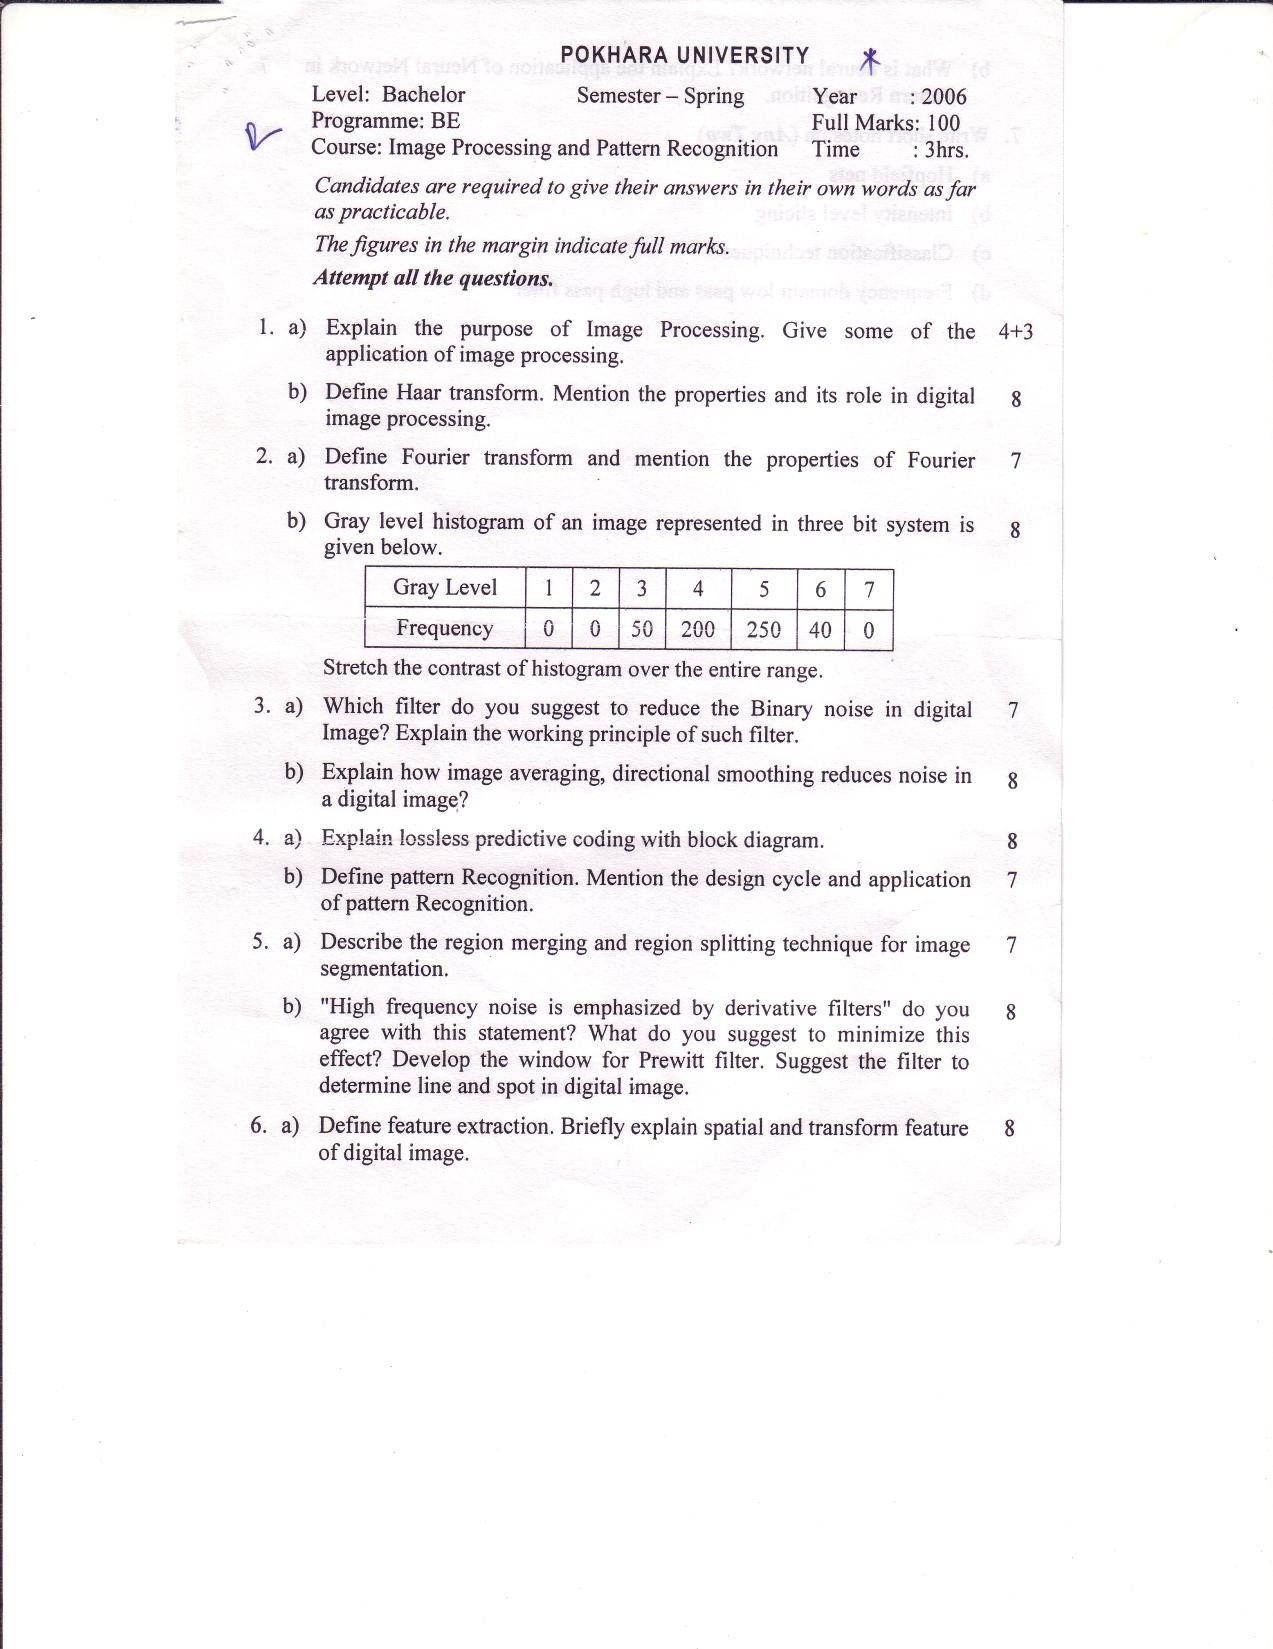 POKHARA UNIVERSITY
Level: Bachelor Semester – Spring Year : 2006
Programme: BE Full Marks: 100
Course: Image Processing and Pattern Recognition Time : 3hrs.
Candidates are required to give their answers in their own words as far
as practicable.
The figures in the margin indicate full marks.
Attempt all the questions.
1. a) Explain the purpose of Image Processing. Give some of the 4+3
application of image processing.
b) Define Haar transform. Mention the properties and its role in digital 8
image processing.
2. a) Define Fourier transform and mention the properties of Fourier 7
transform.
b) Gray level histogram of an image represented in three bit system is 8
given below.
Gray Level 1 2 3 4 5 6 7
Frequency 0 0 50 200 250 40 0
Stretch the contrast of histogram over the entire range.
3. a) Which filter do you suggest to reduce the Binary noise in digital 7
Image? Explain the working principle of such filter.
b) Explain how image averaging, directional smoothing reduces noise in 8
a digital image?
4. a) Explain lossless predictive coding with block diagram. 8
b) Define pattern Recognition. Mention the design cycle and application 7
of pattern Recognition.
5. a) Describe the region merging and region splitting technique for image 7
segmentation.
b) "High frequency noise is emphasized by derivative filters" do you 8
agree with this statement? What do you suggest to minimize this
effect? Develop the window for Prewitt filter. Suggest the filter to
determine line and spot in digital image.
6. a) Define feature extraction. Briefly explain spatial and transform feature 8
of digital image.